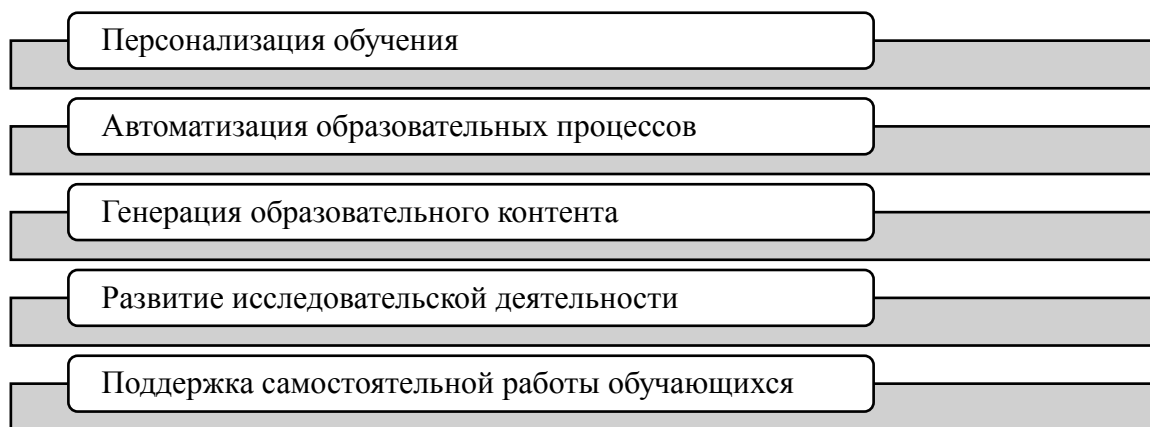 Персонализация обучения
Автоматизация образовательных процессов
Генерация образовательного контента
Развитие исследовательской деятельности
Поддержка самостоятельной работы обучающихся